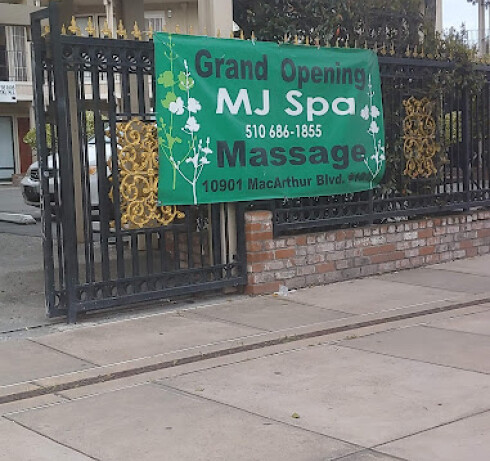 Grand Opening
MJ Spa
510 686-1855
Massage
10901 MacArthur Blvd.